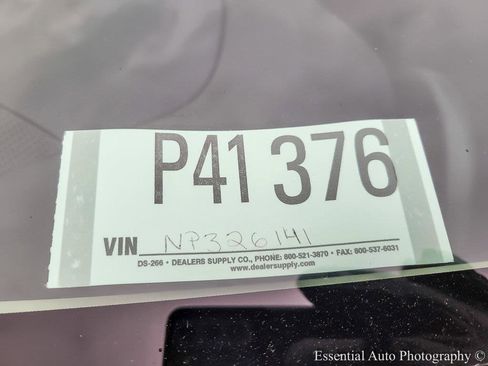 P41 376
VIN NP326141
DS-266 • DEALERS SUPPLY CO., PHONE: 800-521-3870 • FAX: 800-537-6031
www.dealersupply.com
Essential Auto Photography ©